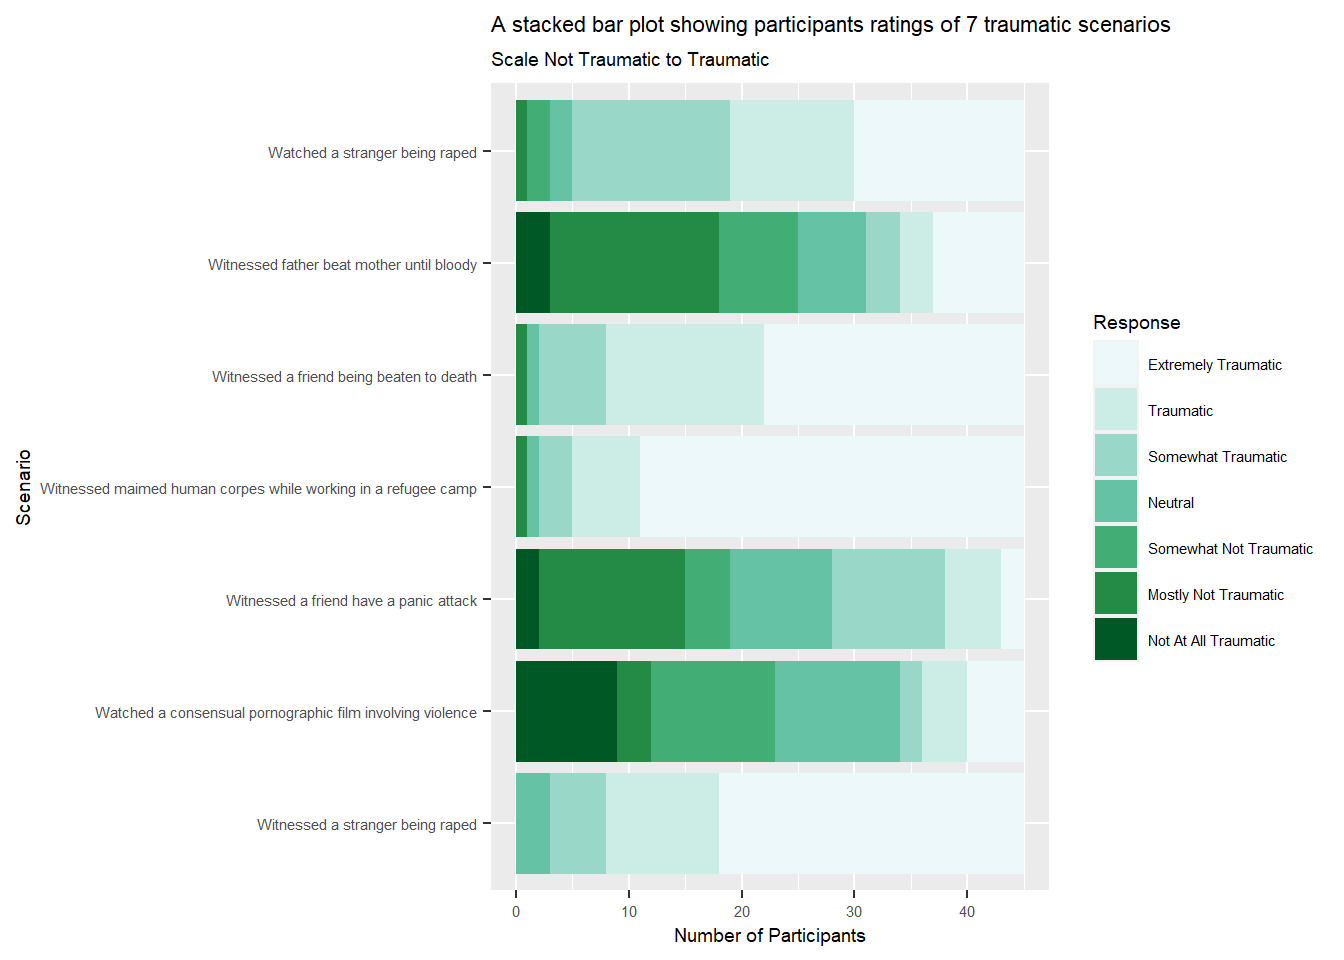 A stacked bar plot showing participants ratings of 7 traumatic scenarios
Scale Not Traumatic to Traumatic
Scenario
Watched a stranger being raped
Witnessed father beat mother until bloody
Witnessed a friend being beaten to death
Witnessed maimed human corpes while working in a refugee camp
Witnessed a friend have a panic attack
Watched a consensual pornographic film involving violence
Witnessed a stranger being raped
0 10 20 30 40
Number of Participants
Response
Extremely Traumatic
Traumatic
Somewhat Traumatic
Neutral
Somewhat Not Traumatic
Mostly Not Traumatic
Not At All Traumatic